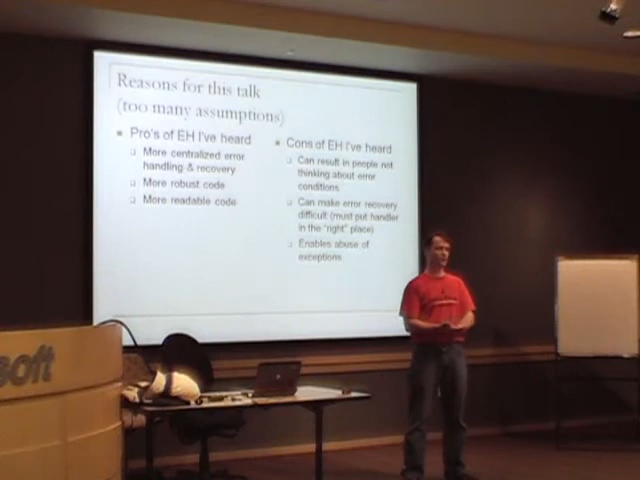 Reasons for this talk
(too many assumptions)
Pro's of EH I've heard
More centralized error
handling & recovery
More robust code
More readable code
Cons of EH I've heard
Can result in people not
thinking about error
conditions
Can make error recovery
difficult (must put handler
in the "right" place)
Enables abuse of
exceptions
soft